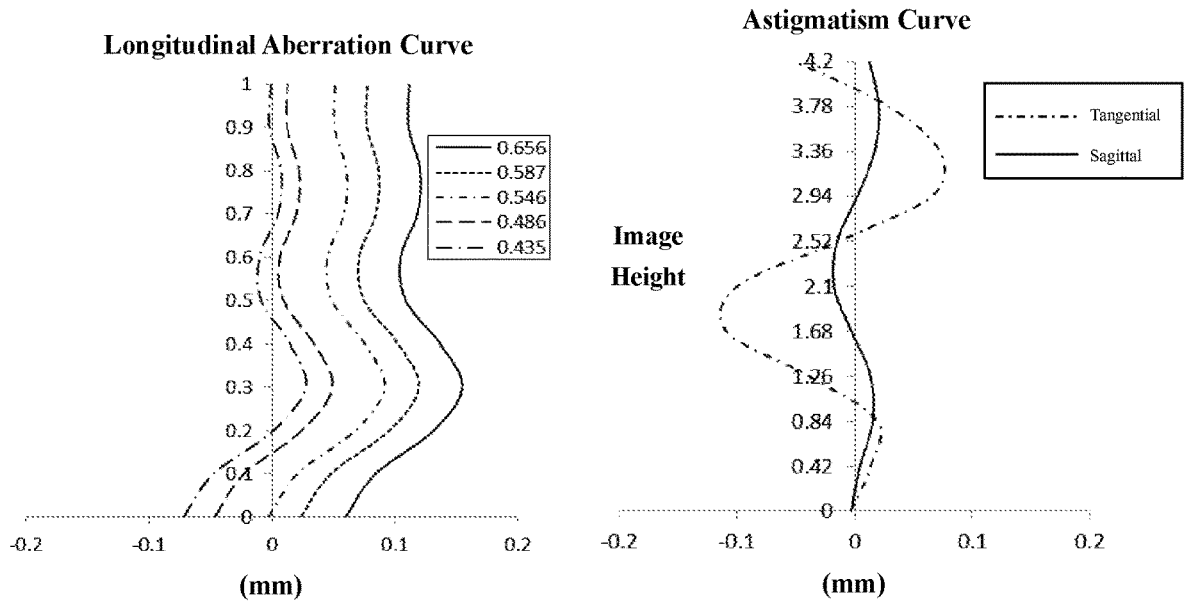 Longitudinal Aberration Curve
1
0.9
0.8
0.7
0.6
0.5
0.4
0.3
0.2
0.1
0
-0.2 -0.1 0 0.1 0.2
(mm)
0.656
0.587
0.546
0.486
0.435
Astigmatism Curve
Image
Height
4.2
3.78
3.36
2.94
2.52
2.1
1.68
1.26
0.84
0.42
0
-0.2 -0.1 0 0.1 0.2
(mm)
Tangential
Sagittal